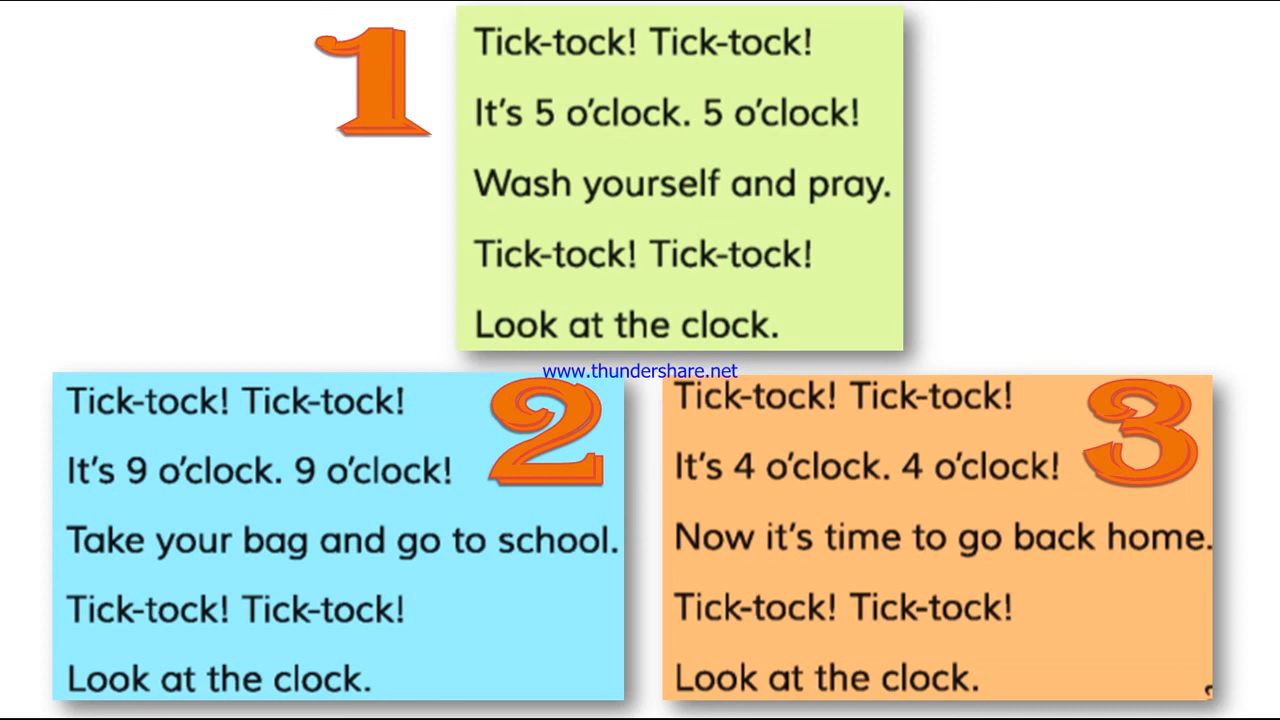 1
Tick-tock! Tick-tock!
It's 5 o'clock. 5 o'clock!
Wash yourself and pray.
Tick-tock! Tick-tock!
Look at the clock.
www.thundershare.net
2
Tick-tock! Tick-tock!
It's 9 o'clock. 9 o'clock!
Take your bag and go to school.
Tick-tock! Tick-tock!
Look at the clock.
3
Tick-tock! Tick-tock!
It's 4 o'clock. 4 o'clock!
Now it's time to go back home.
Tick-tock! Tick-tock!
Look at the clock.